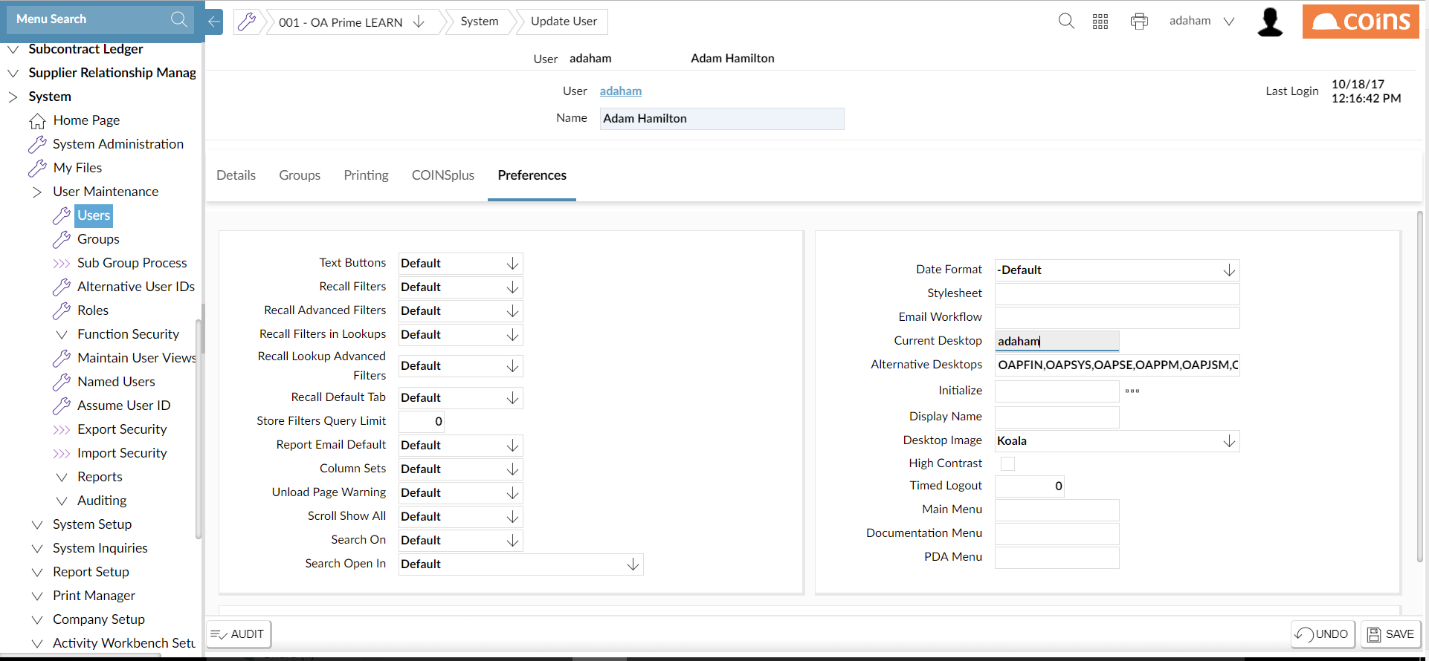 Menu Search
001 - OA Prime LEARN
System
Update User
adaham
coins
Subcontract Ledger
Supplier Relationship Manag
System
Home Page
System Administration
My Files
User Maintenance
Users
Groups
Sub Group Process
Alternative User IDs
Roles
Function Security
Maintain User Views
Named Users
Assume User ID
Export Security
Import Security
Reports
Auditing
System Setup
System Inquiries
Report Setup
Print Manager
Company Setup
Activity Workbench Setu
User adaham Adam Hamilton
User adaham
Name Adam Hamilton
Last Login 10/18/17
12:16:42 PM
Details Groups Printing COINSplus Preferences
Text Buttons Default
Recall Filters Default
Recall Advanced Filters Default
Recall Filters in Lookups Default
Recall Lookup Advanced
Filters Default
Recall Default Tab Default
Store Filters Query Limit 0
Report Email Default Default
Column Sets Default
Unload Page Warning Default
Scroll Show All Default
Search On Default
Search Open In Default
Date Format -Default
Stylesheet
Email Workflow
Current Desktop adaham
Alternative Desktops OAPFIN,OAPSYS,OAPSE,OAPPM,OAPJSM,
Initialize
Display Name
Desktop Image Koala
High Contrast
Timed Logout 0
Main Menu
Documentation Menu
PDA Menu
AUDIT
UNDO
SAVE